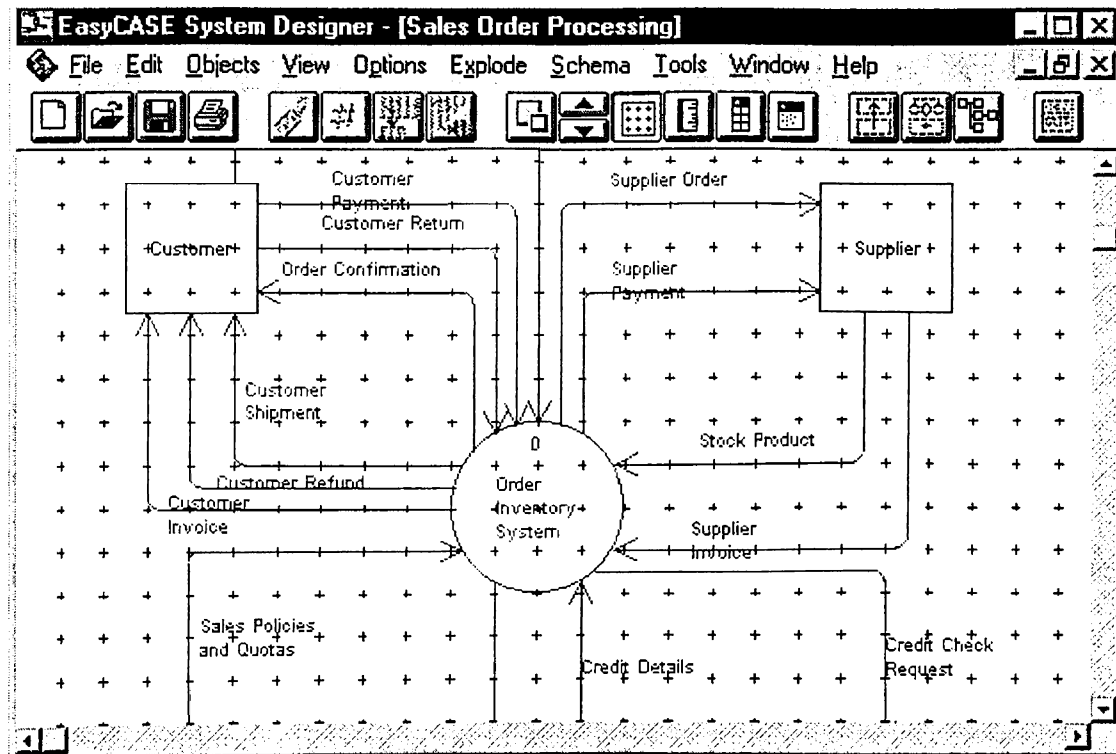 EasyCASE System Designer - [Sales Order Processing]
File Edit Objects View Options Explode Schema Tools Window Help
Customer
Payment
Supplier Order
Customer Return
Customer
Supplier
Order Confirmation
Supplier
Payment
Customer
Shipment
0
Stock Product
Customer Refund
Order
Inventory
System
Customer
Invoice
Supplier
Invoice
Sales Policies
and Quotas
Credit Details
Credit Check
Request